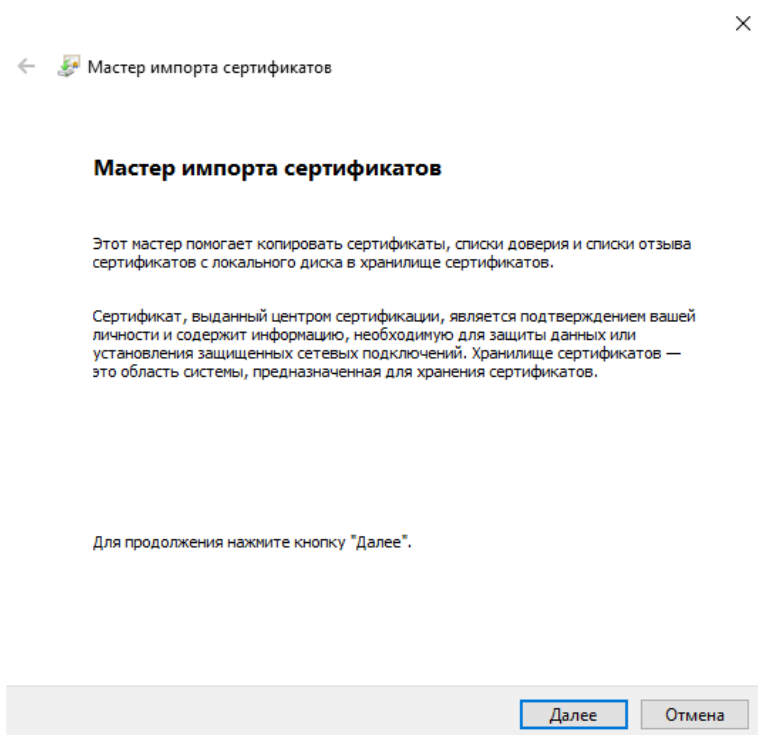 Мастер импорта сертификатов
Мастер импорта сертификатов
Этот мастер помогает копировать сертификаты, списки доверия и списки отзыва
сертификатов с локального диска в хранилище сертификатов.
Сертификат, выданный центром сертификации, является подтверждением вашей
личности и содержит информацию, необходимую для защиты данных или
установления защищенных сетевых подключений. Хранилище сертификатов —
это область системы, предназначенная для хранения сертификатов.
Для продолжения нажмите кнопку "Далее".
Далее
Отмена